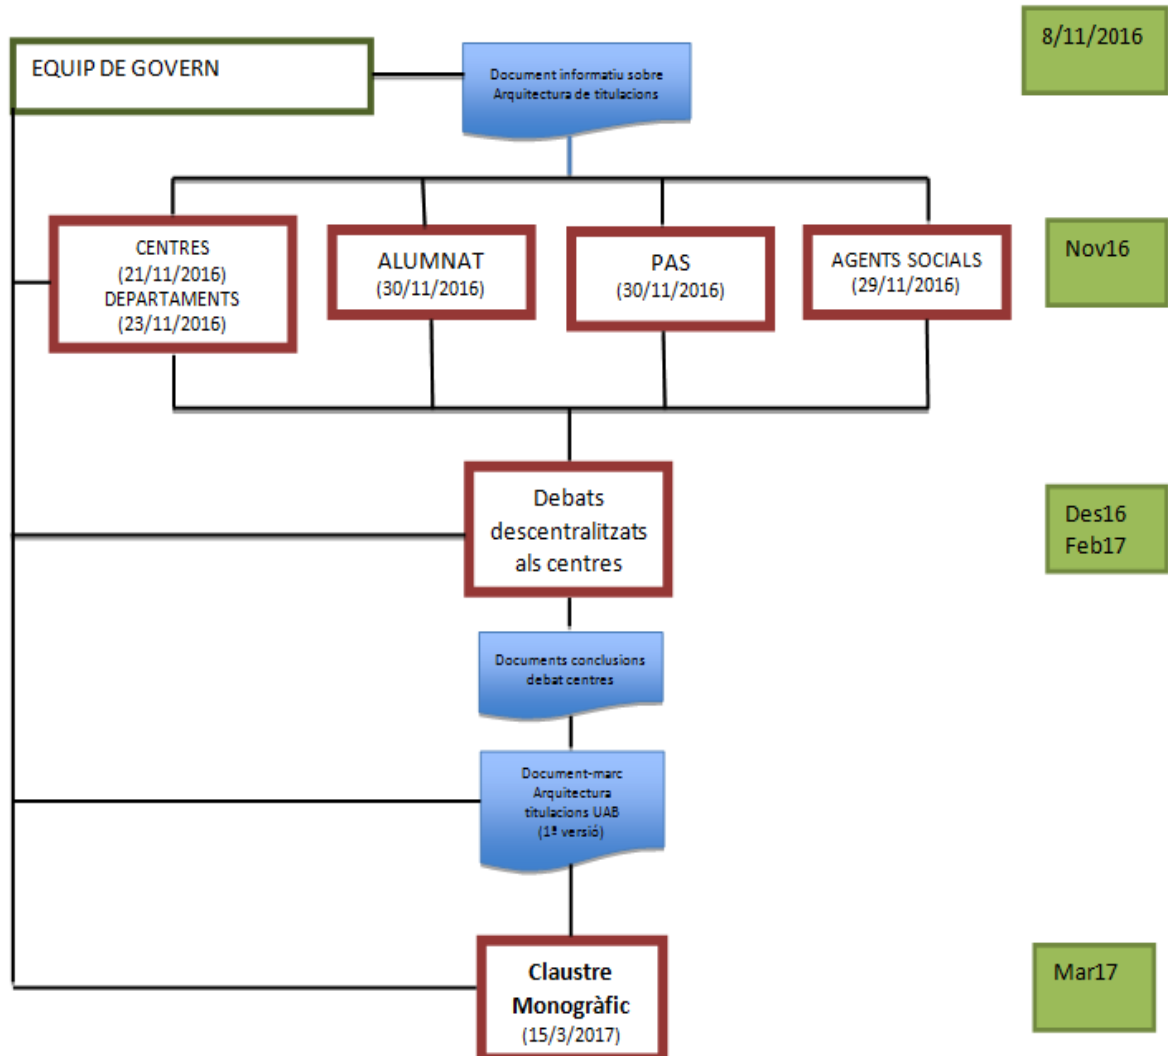 8/11/2016
EQUIP DE GOVERN
Document informatiu sobre
Arquitectura de titulacions
CENTRES
(21/11/2016)
DEPARTAMENTS
(23/11/2016)
ALUMNAT
(30/11/2016)
PAS
(30/11/2016)
AGENTS SOCIALS
(29/11/2016)
Nov16
Debats
descentralitzats
als centres
Des16
Feb17
Documents conclusions
debat centres
Document-marc
Arquitectura
titulacions UAB
(1ª versió)
Claustre
Monogràfic
(15/3/2017)
Mar17